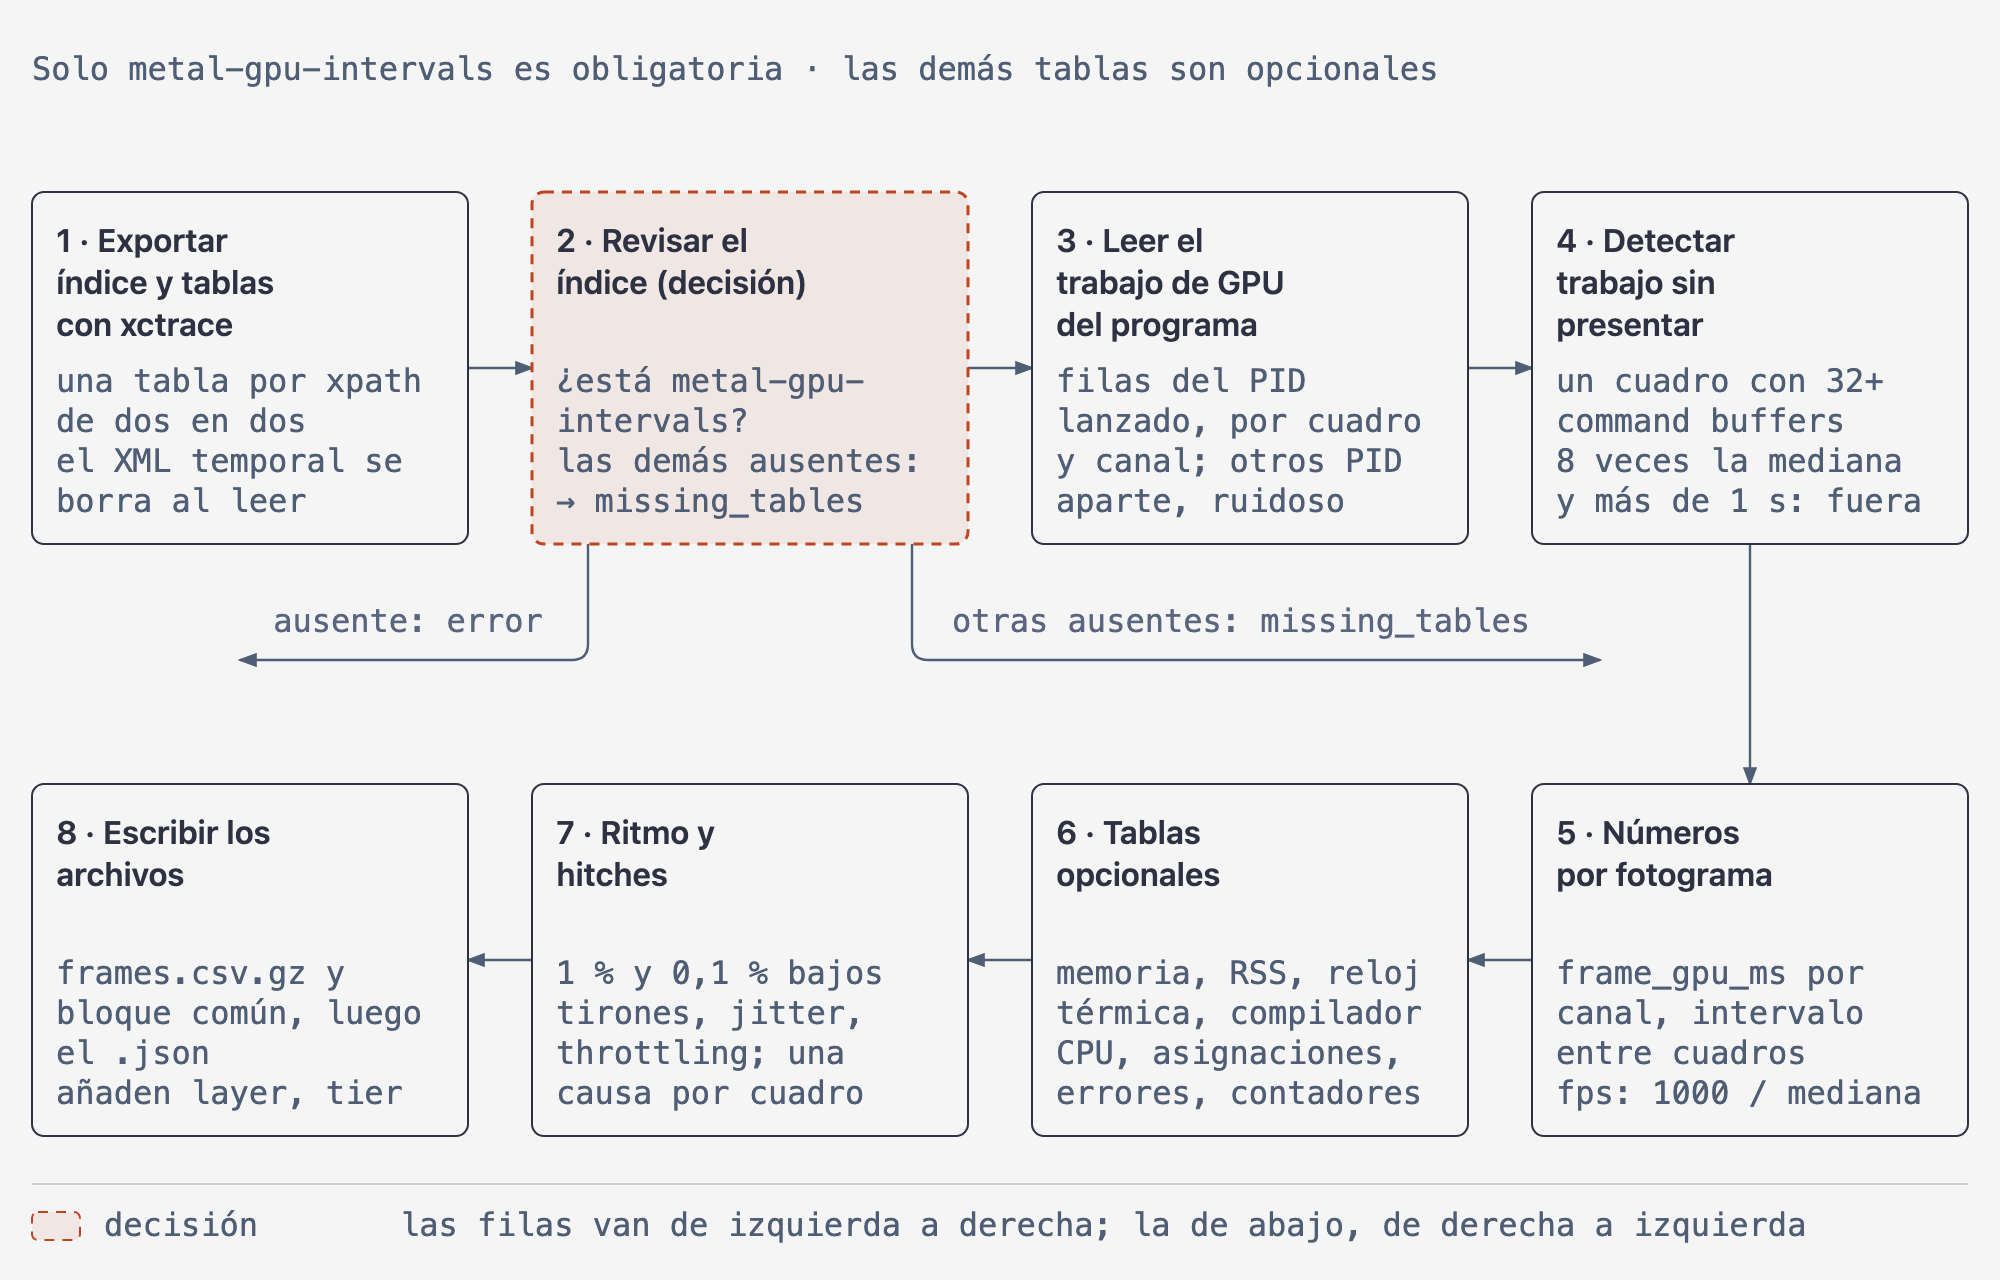 Solo metal-gpu-intervals es obligatoria · las demás tablas son opcionales
1 · Exportar
índice y tablas
con xctrace
una tabla por xpath
de dos en dos
el XML temporal se
borra al leer
2 · Revisar el
índice (decisión)
¿está metal-gpu-
intervals?
las demás ausentes:
→ missing_tables
3 · Leer el
trabajo de GPU
del programa
filas del PID
lanzado, por cuadro
y canal; otros PID
aparte, ruidoso
4 · Detectar
trabajo sin
presentar
un cuadro con 32+
command buffers
8 veces la mediana
y más de 1 s: fuera
ausente: error
otras ausentes: missing_tables
5 · Números
por fotograma
frame_gpu_ms por
canal, intervalo
entre cuadros
fps: 1000 / mediana
6 · Tablas
opcionales
memoria, RSS, reloj
térmica, compilador
CPU, asignaciones,
errores, contadores
7 · Ritmo y
hitches
1 % y 0,1 % bajos
tirones, jitter,
throttling; una
causa por cuadro
8 · Escribir los
archivos
frames.csv.gz y
bloque común, luego
el .json
añaden layer, tier
decisión
las filas van de izquierda a derecha; la de abajo, de derecha a izquierda